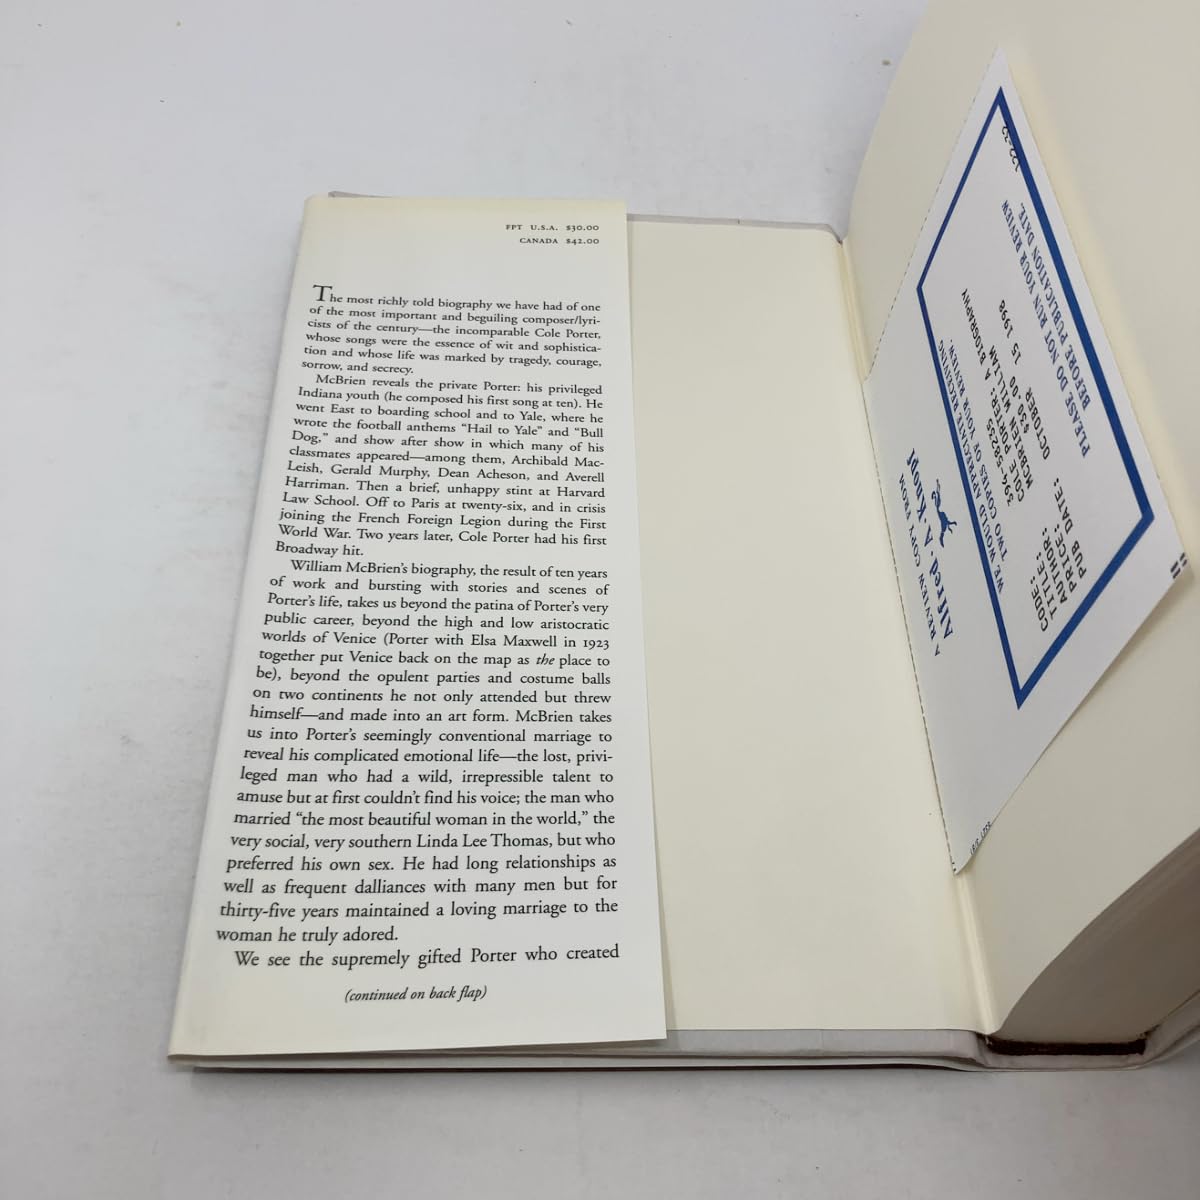 FPT U.S.A. $30.00
CANADA $42.00
The most richly told biography we have had of one
of the most important and beguiling composer/lyri-
cists of the century—the incomparable Cole Porter,
whose songs were the essence of wit and sophistica-
tion and whose life was marked by tragedy, courage,
sorrow, and secrecy.
McBrien reveals the private Porter: his privileged
Indiana youth (he composed his first song at ten). He
went East to boarding school and to Yale, where he
wrote the football anthems “Hail to Yale” and “Bull
Dog,” and show after show in which many of his
classmates appeared—among them, Archibald Mac-
Leish, Gerald Murphy, Dean Acheson, and Averell
Harriman. Then a brief, unhappy stint at Harvard
Law School. Off to Paris at twenty-six, and in crisis
joining the French Foreign Legion during the First
World War. Two years later, Cole Porter had his first
Broadway hit.
William McBrien’s biography, the result of ten years
of work and bursting with stories and scenes of
Porter’s life, takes us beyond the patina of Porter’s very
public career, beyond the high and low aristocratic
worlds of Venice (Porter with Elsa Maxwell in 1923
together put Venice back on the map as the place to
be), beyond the opulent parties and costume balls
on two continents he not only attended but threw
himself—and made into an art form. McBrien takes
us into Porter’s seemingly conventional marriage to
reveal his complicated emotional life—the lost, privi-
leged man who had a wild, irrepressible talent to
amuse but at first couldn’t find his voice; the man who
married “the most beautiful woman in the world,” the
very social, very southern Linda Lee Thomas, but who
preferred his own sex. He had long relationships as
well as frequent dalliances with many men but for
thirty-five years maintained a loving marriage to the
woman he truly adored.
We see the supremely gifted Porter who created
(continued on back flap)
A REVIEW COPY FROM
Alfred · A · Knopf
WE WOULD APPRECIATE RECEIVING
TWO COPIES OF YOUR REVIEW.
CODE: 394-58235
TITLE: COLE PORTER: A BIOGRAPHY
AUTHOR: MCBRIEN WILLIAM
PRICE: $30.00
PUB DATE: OCTOBER 15 1998
PLEASE DO NOT RUN YOUR REVIEW
BEFORE PUBLICATION DATE.